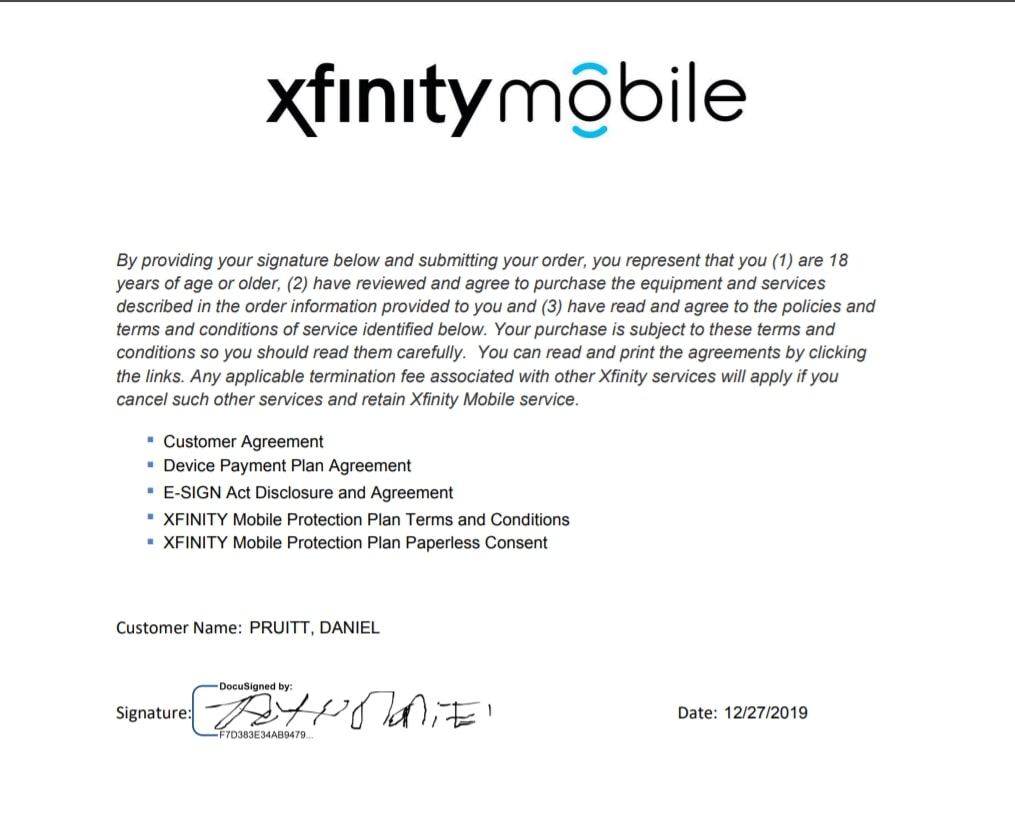 xfinitymobile
By providing your signature below and submitting your order, you represent that you (1) are 18
years of age or older, (2) have reviewed and agree to purchase the equipment and services
described in the order information provided to you and (3) have read and agree to the policies and
terms and conditions of service identified below. Your purchase is subject to these terms and
conditions so you should read them carefully.  You can read and print the agreements by clicking
the links. Any applicable termination fee associated with other Xfinity services will apply if you
cancel such other services and retain Xfinity Mobile service.
Customer Agreement
Device Payment Plan Agreement
E-SIGN Act Disclosure and Agreement
XFINITY Mobile Protection Plan Terms and Conditions
XFINITY Mobile Protection Plan Paperless Consent
Customer Name: PRUITT, DANIEL
DocuSigned by:
Signature: Date: 12/27/2019
F7D383E34AB9479...